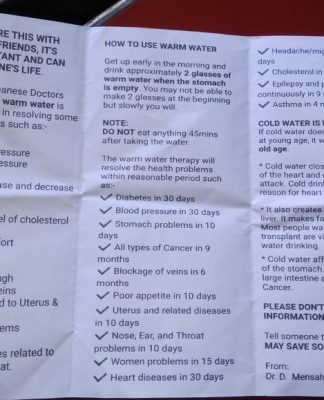 RE THIS WITH
FRIENDS, IT'S
TANT AND CAN
NE'S LIFE.
anese Doctors
warm water is
in resolving some
such as:-
essure
essure
ease and decrease
el of cholesterol
fort
gh
eins
d to Uterus &
ems
es related to
at.
HOW TO USE WARM WATER
Get up early in the morning and
drink approximately 2 glasses of
warm water when the stomach
is empty. You may not be able to
make 2 glasses at the beginning
but slowly you will.
NOTE:
DO NOT eat anything 45mins
after taking the water.
The warm water therapy will
resolve the health problems
within reasonable period such
as:-
✓ Diabetes in 30 days
✓ Blood pressure in 30 days
✓ Stomach problems in 10
days
✓ All types of Cancer in 9
months
✓ Blockage of veins in 6
months
✓ Poor appetite in 10 days
✓ Uterus and related diseases
in 10 days
✓ Nose, Ear, and Throat
problems in 10 days
✓ Women problems in 15 days
✓ Heart diseases in 30 days
✓ Headache/mi
days
✓ Cholesterol in
✓ Epilepsy and p
continuously in 9
✓ Asthma in 4 m
COLD WATER IS
If cold water does
at young age, it w
old age.
* Cold water clos
of the heart and c
attack. Cold drin
reason for heart
* It also creates
liver. It makes fa
Most people wa
transplant are vi
water drinking.
* Cold water aff
of the stomach.
large intestine a
Cancer.
PLEASE DON'T
INFORMATION
Tell someone t
MAY SAVE SO
From:
Dr. D. Mensah